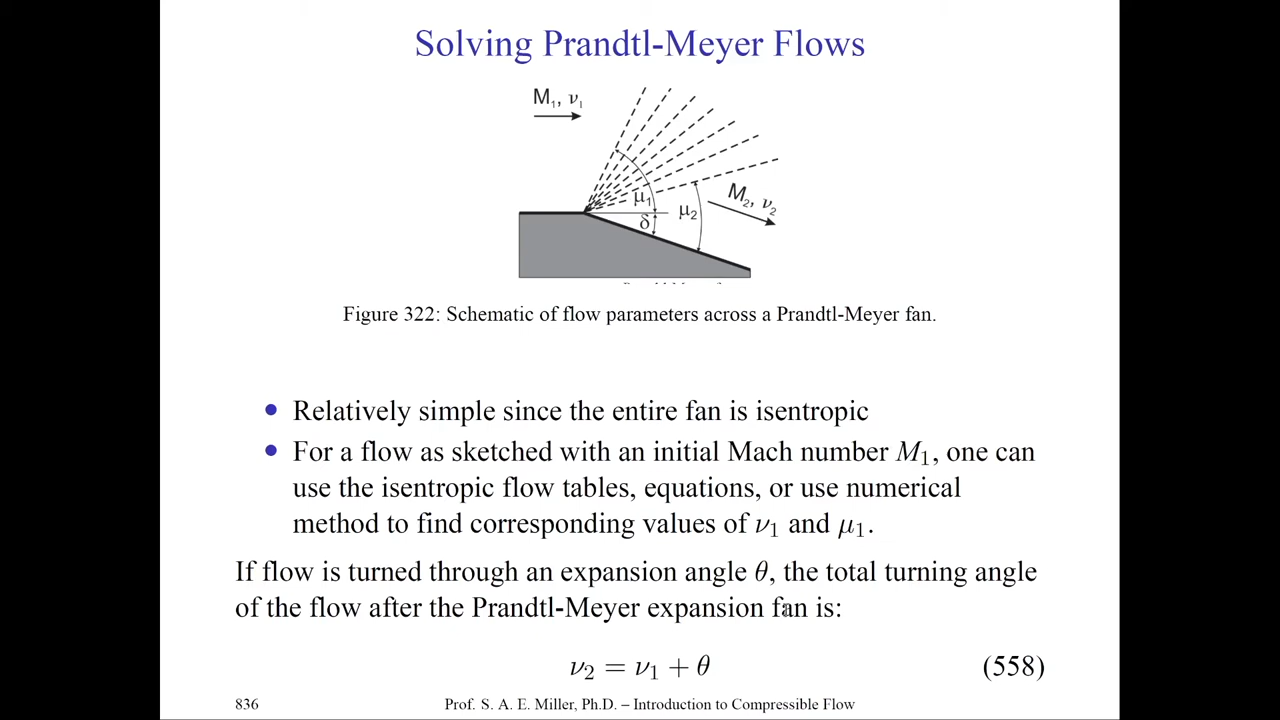 Solving Prandtl-Meyer Flows
M1, ν1
μ1
δ
μ2
M2, ν2
Figure 322: Schematic of flow parameters across a Prandtl-Meyer fan.
• Relatively simple since the entire fan is isentropic
• For a flow as sketched with an initial Mach number M1, one can
use the isentropic flow tables, equations, or use numerical
method to find corresponding values of ν1 and μ1.
If flow is turned through an expansion angle θ, the total turning angle
of the flow after the Prandtl-Meyer expansion fan is:
ν2 = ν1 + θ (558)
836 Prof. S. A. E. Miller, Ph.D. – Introduction to Compressible Flow